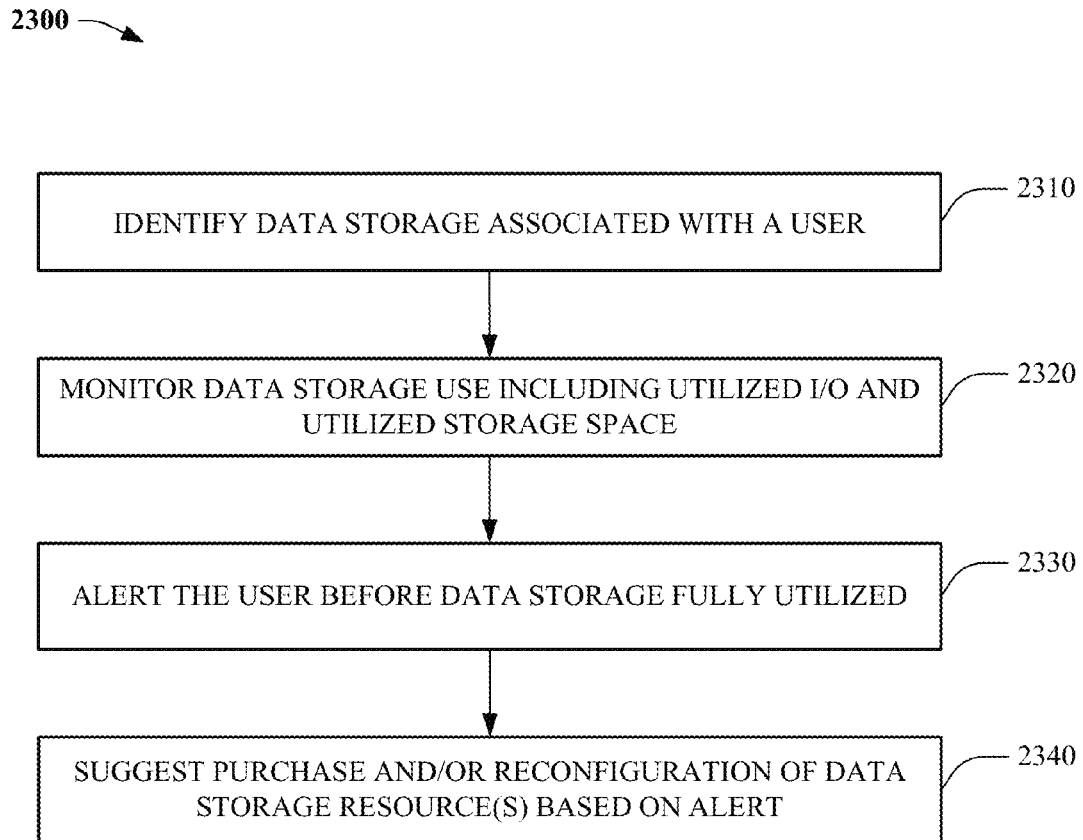 2300
IDENTIFY DATA STORAGE ASSOCIATED WITH A USER
2310
MONITOR DATA STORAGE USE INCLUDING UTILIZED I/O AND
UTILIZED STORAGE SPACE
2320
ALERT THE USER BEFORE DATA STORAGE FULLY UTILIZED
2330
SUGGEST PURCHASE AND/OR RECONFIGURATION OF DATA
STORAGE RESOURCE(S) BASED ON ALERT
2340